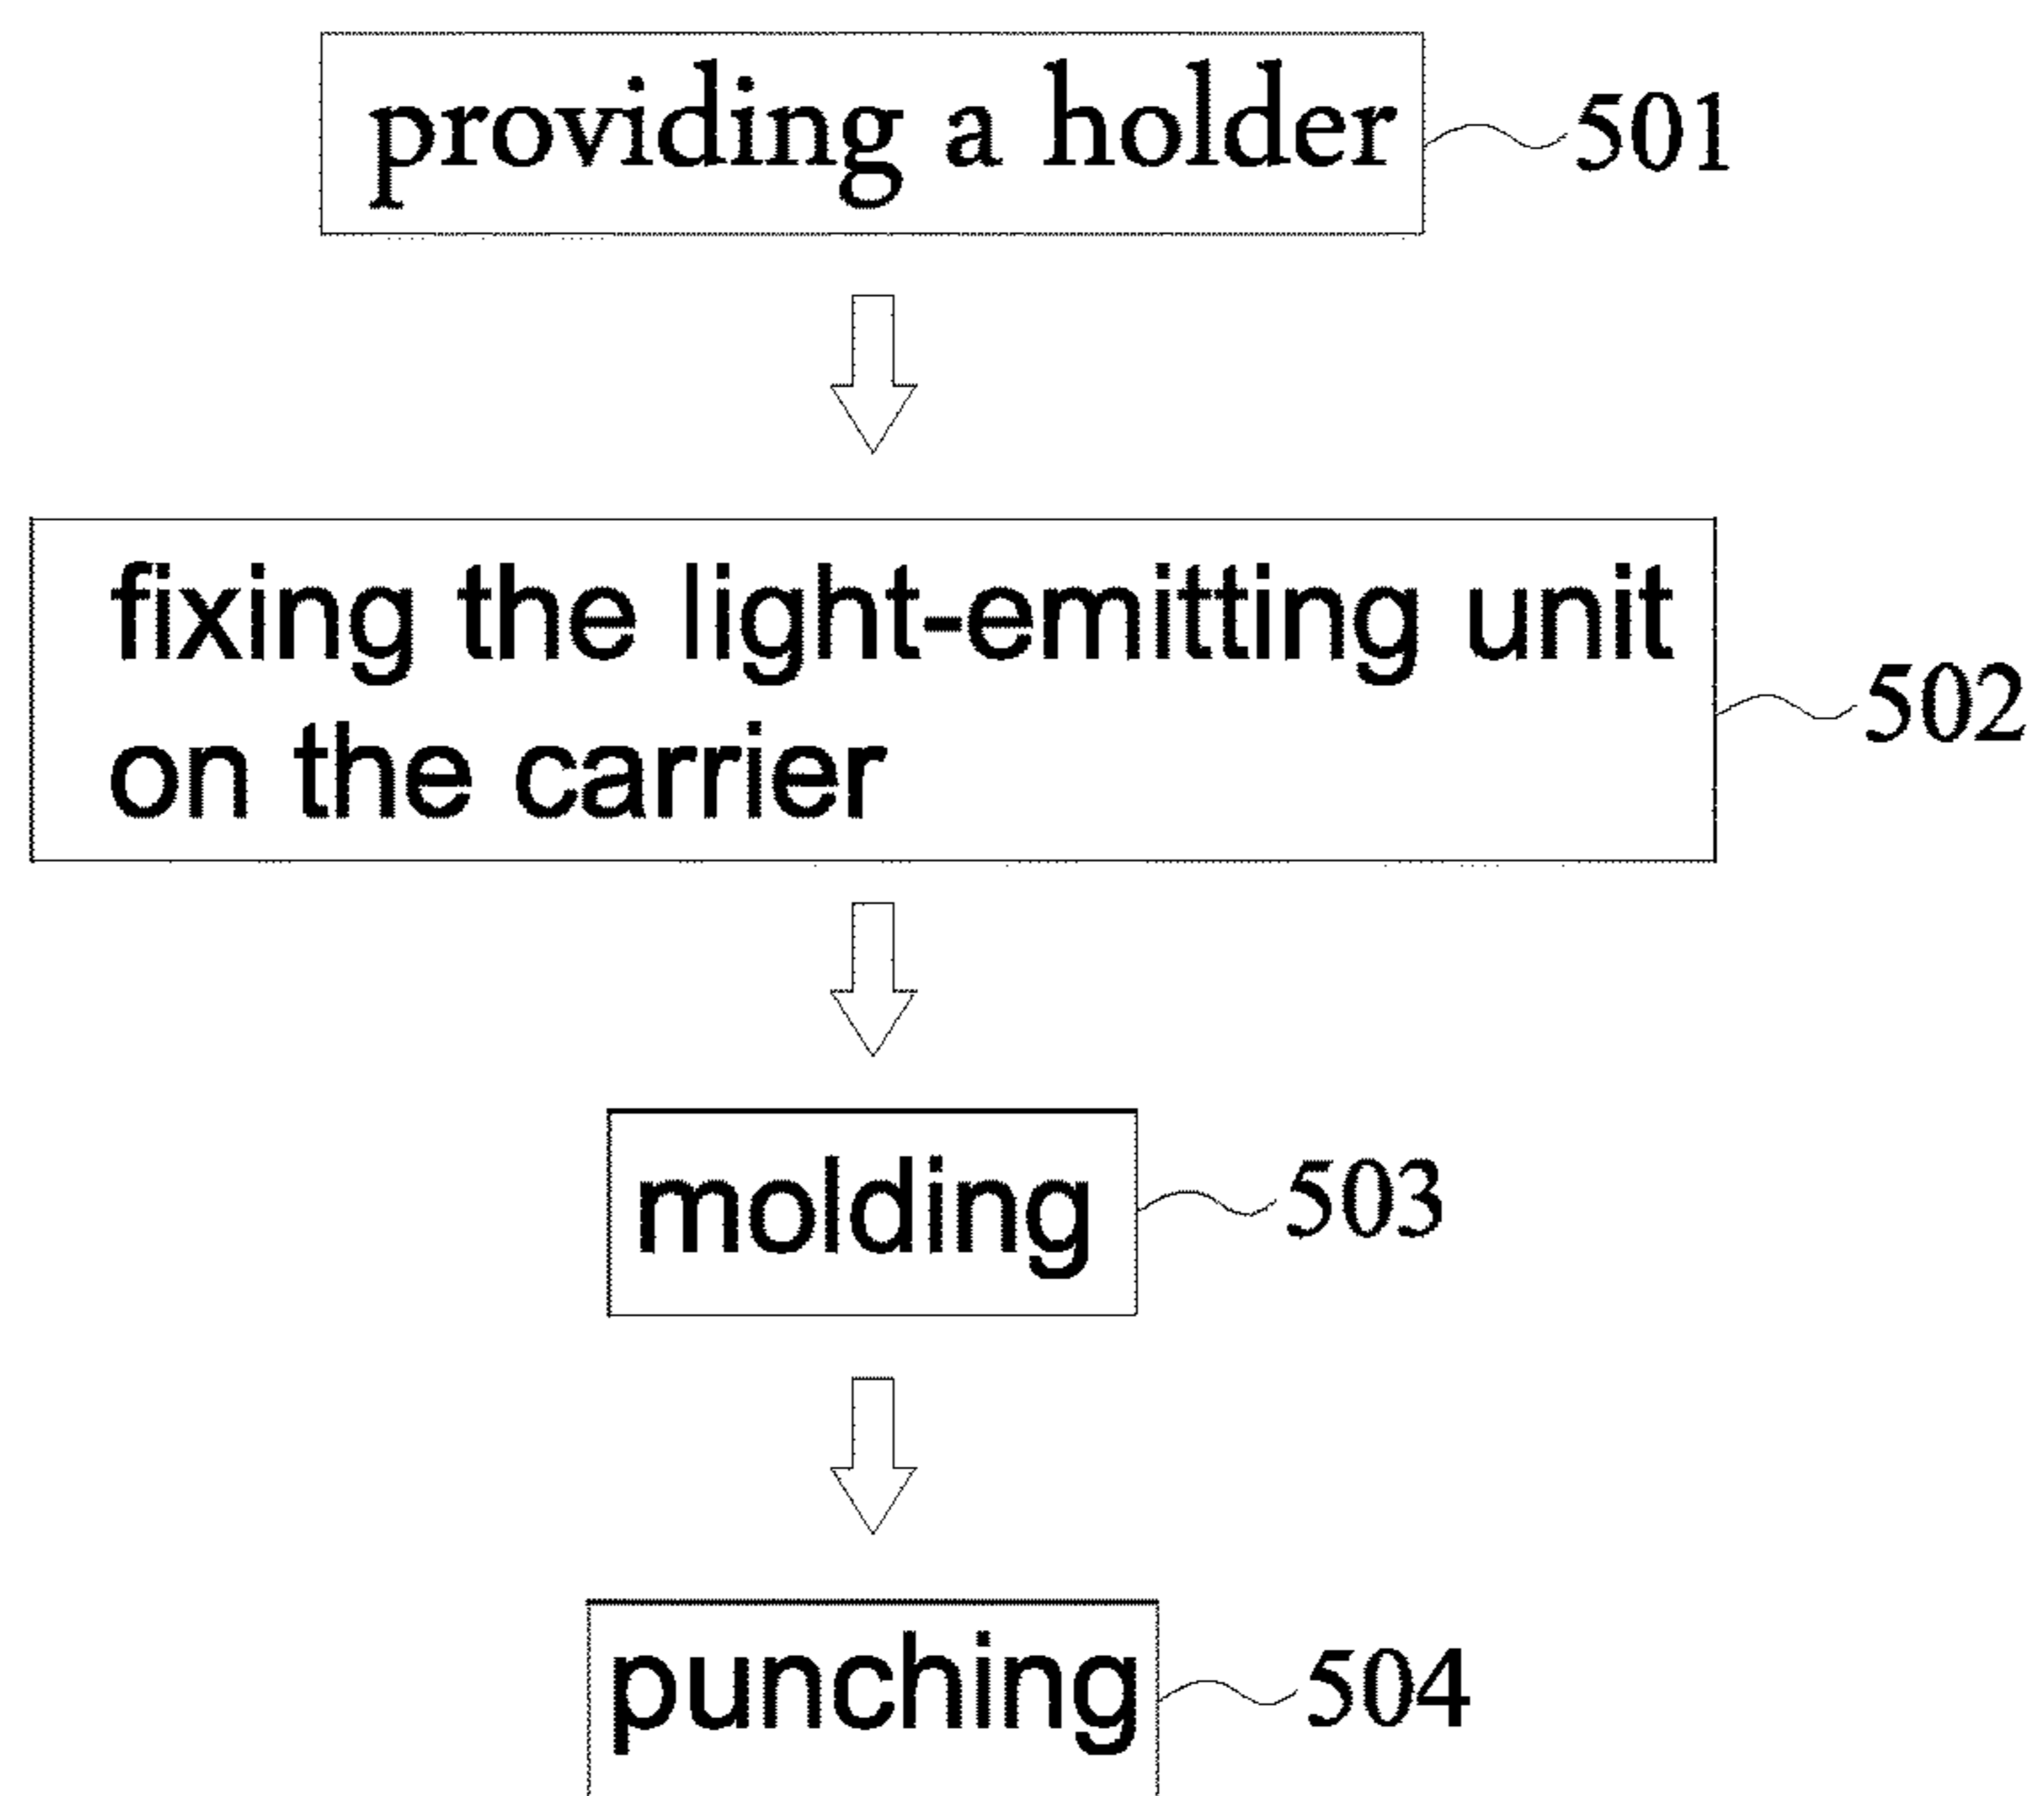 providing a holder 501
fixing the light-emitting unit
on the carrier
502
molding 503
punching 504